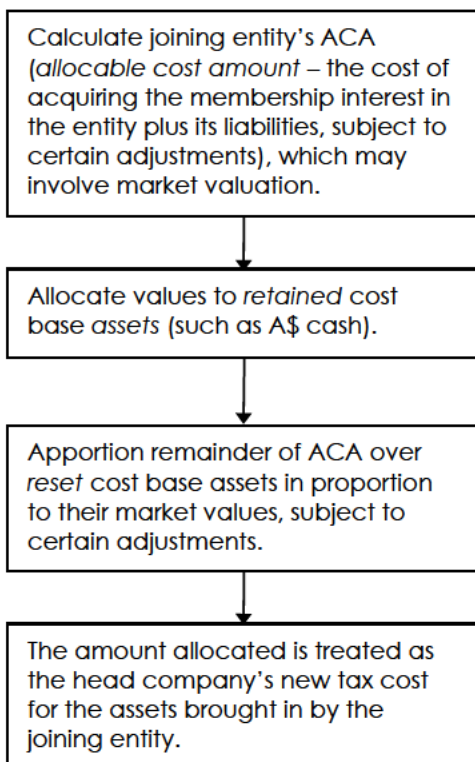 Calculate joining entity's ACA
(allocable cost amount – the cost of
acquiring the membership interest in
the entity plus its liabilities, subject to
certain adjustments), which may
involve market valuation.
Allocate values to retained cost
base assets (such as A$ cash).
Apportion remainder of ACA over
reset cost base assets in proportion
to their market values, subject to
certain adjustments.
The amount allocated is treated as
the head company's new tax cost
for the assets brought in by the
joining entity.